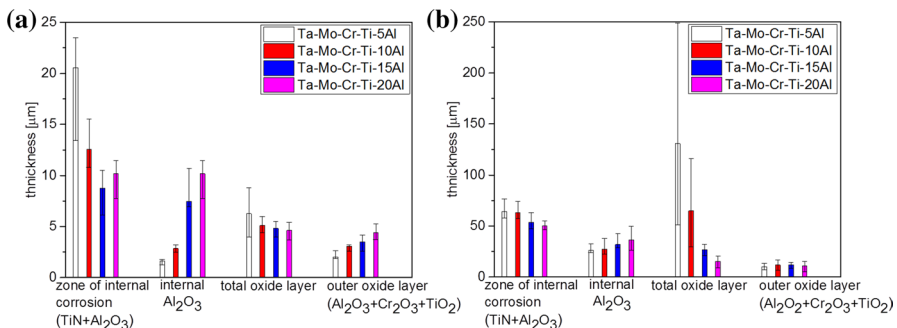 (a)
25
20
15
10
5
0
thnickness [µm]
Ta-Mo-Cr-Ti-5Al
Ta-Mo-Cr-Ti-10Al
Ta-Mo-Cr-Ti-15Al
Ta-Mo-Cr-Ti-20Al
zone of internal
corrosion
(TiN+Al₂O₃)
internal
Al₂O₃
total oxide layer
outer oxide layer
(Al₂O₃+Cr₂O₃+TiO₂)
(b)
250
200
150
100
50
0
thnickness [µm]
Ta-Mo-Cr-Ti-5Al
Ta-Mo-Cr-Ti-10Al
Ta-Mo-Cr-Ti-15Al
Ta-Mo-Cr-Ti-20Al
zone of internal
corrosion
(TiN+Al₂O₃)
internal
Al₂O₃
total oxide layer
outer oxide layer
(Al₂O₂+Cr₂O₃+TiO₂)